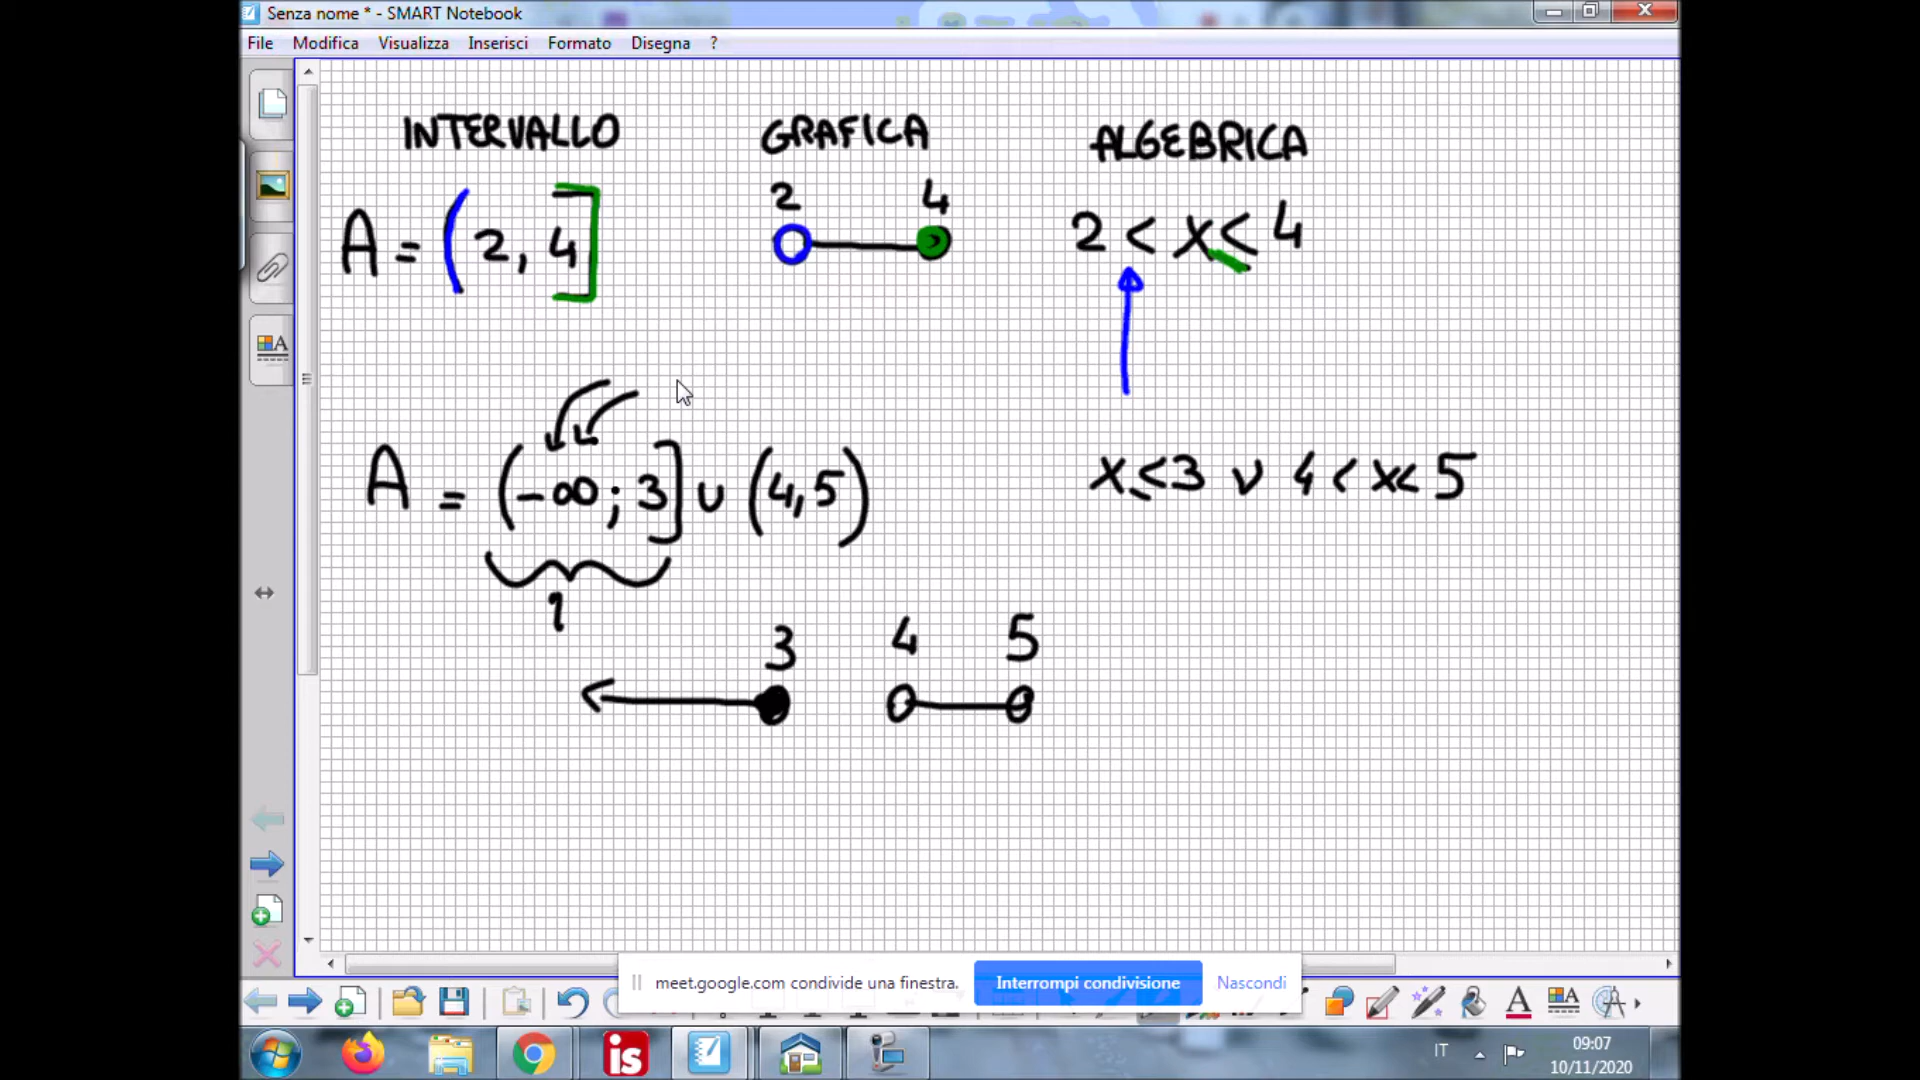 Senza nome * - SMART Notebook
File Modifica Visualizza Inserisci Formato Disegna ?
INTERVALLO GRAFICA ALGEBRICA
2 4
A = (2, 4] 2 < x ≤ 4
A = (-∞; 3] ∪ (4,5) x ≤ 3 ∨ 4 < x < 5
1
3 4 5
meet.google.com condivide una finestra. Interrompi condivisione Nascondi
is
IT 09:07
10/11/2020